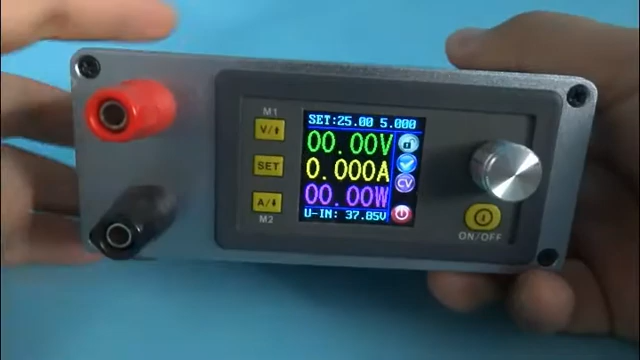 M1
V/⬆
SET
A/⬇
M2
SET:25.00 5.000
00.00V
0.000A
00.00W
CV
U-IN: 37.85V
ON/OFF